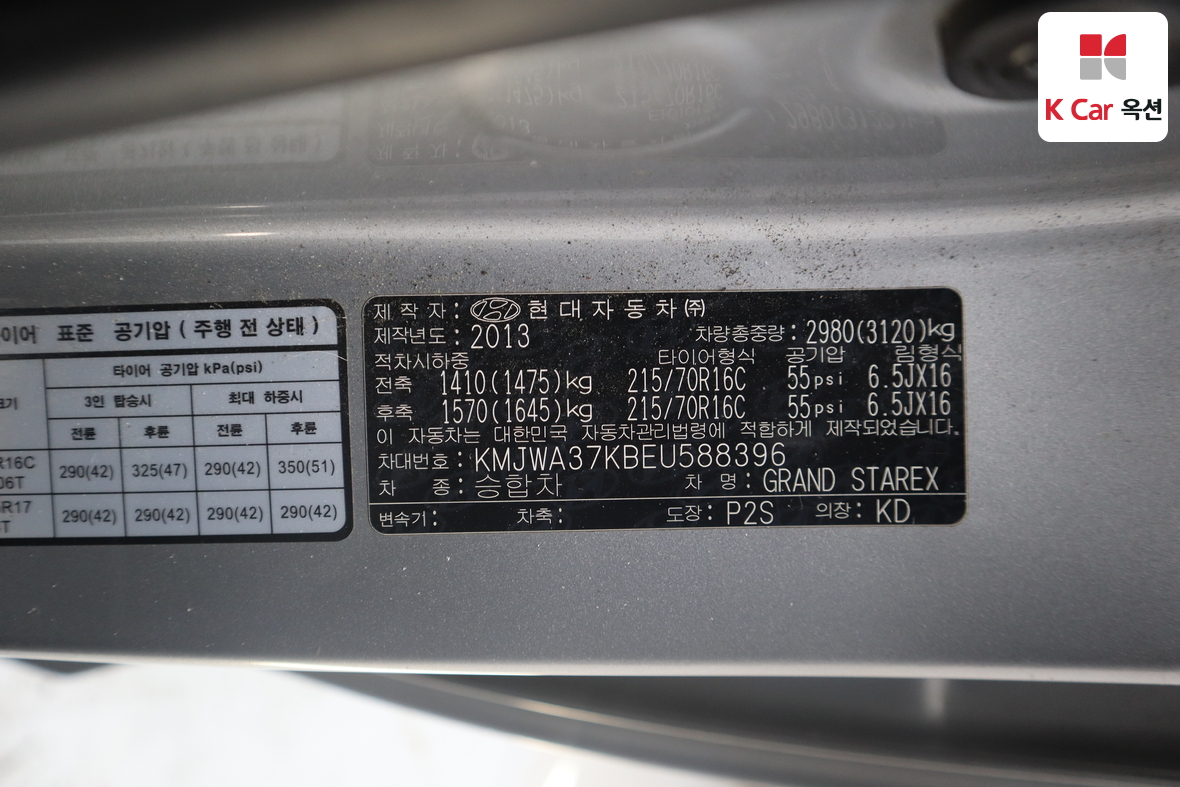 K Car 옥션
이어 표준 공기압 ( 주행 전 상태 )
타이어 공기압 kPa(psi)
3인 탑승시 최대 하중시
전륜 후륜 전륜 후륜
R16C 290(42) 325(47) 290(42) 350(51)
06T
R17 290(42) 290(42) 290(42) 290(42)
제 작 자 : 현 대 자 동 차 ㈜
제작년도 : 2013 차량총중량 : 2980(3120)kg
적차시하중 타이어형식 공기압 림형식
전축 1410(1475)kg 215/70R16C 55psi 6.5JX16
후축 1570(1645)kg 215/70R16C 55psi 6.5JX16
이 자동차는 대한민국 자동차관리법령에 적합하게 제작되었습니다.
차대번호 : KMJWA37KBEU588396
차 종 : 승합차 차 명 : GRAND STAREX
변속기 : 차축 : 도장 : P2S 의장 : KD